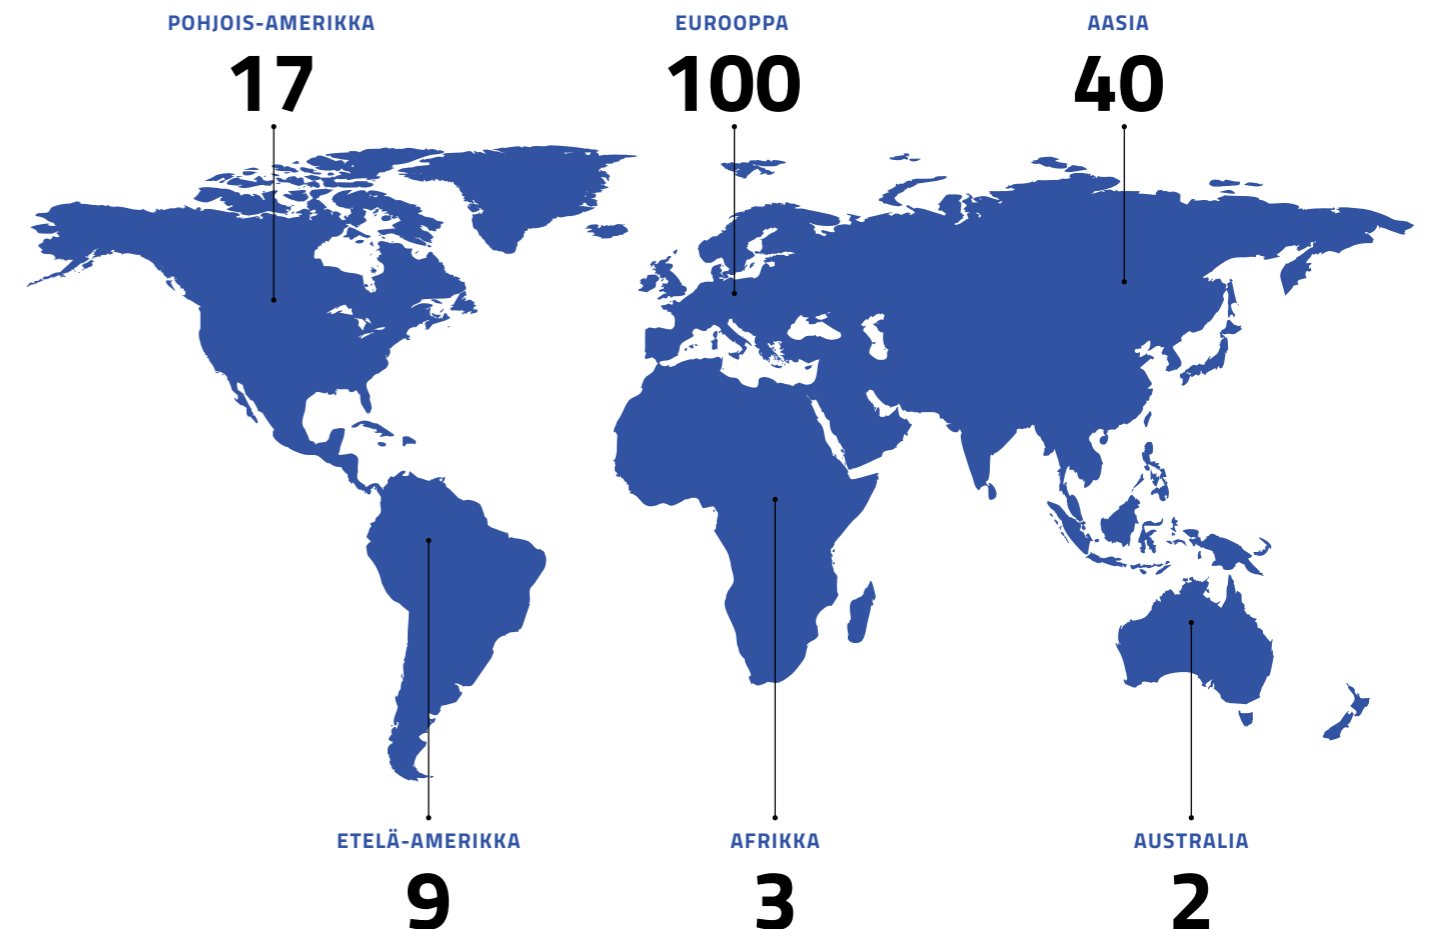 POHJOIS-AMERIKKA
17
EUROOPPA
100
AASIA
40
ETELÄ-AMERIKKA
9
AFRIKKA
3
AUSTRALIA
2